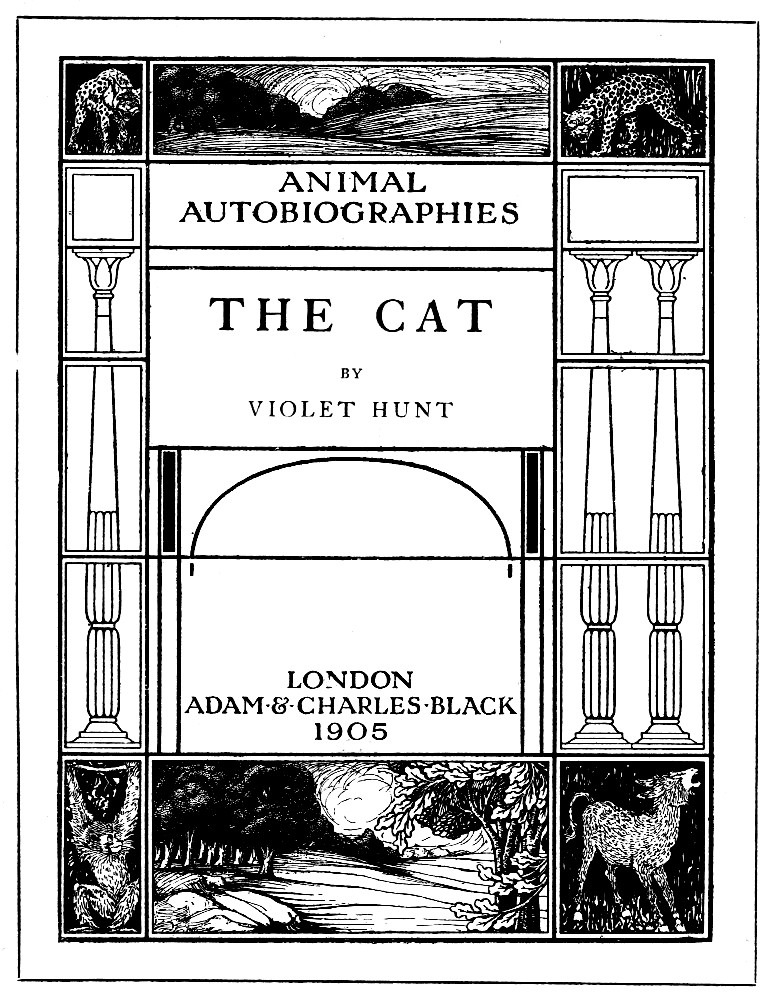 ANIMAL
AUTOBIOGRAPHIES
THE CAT
BY
VIOLET HUNT
LONDON
ADAM·&·CHARLES·BLACK
1905